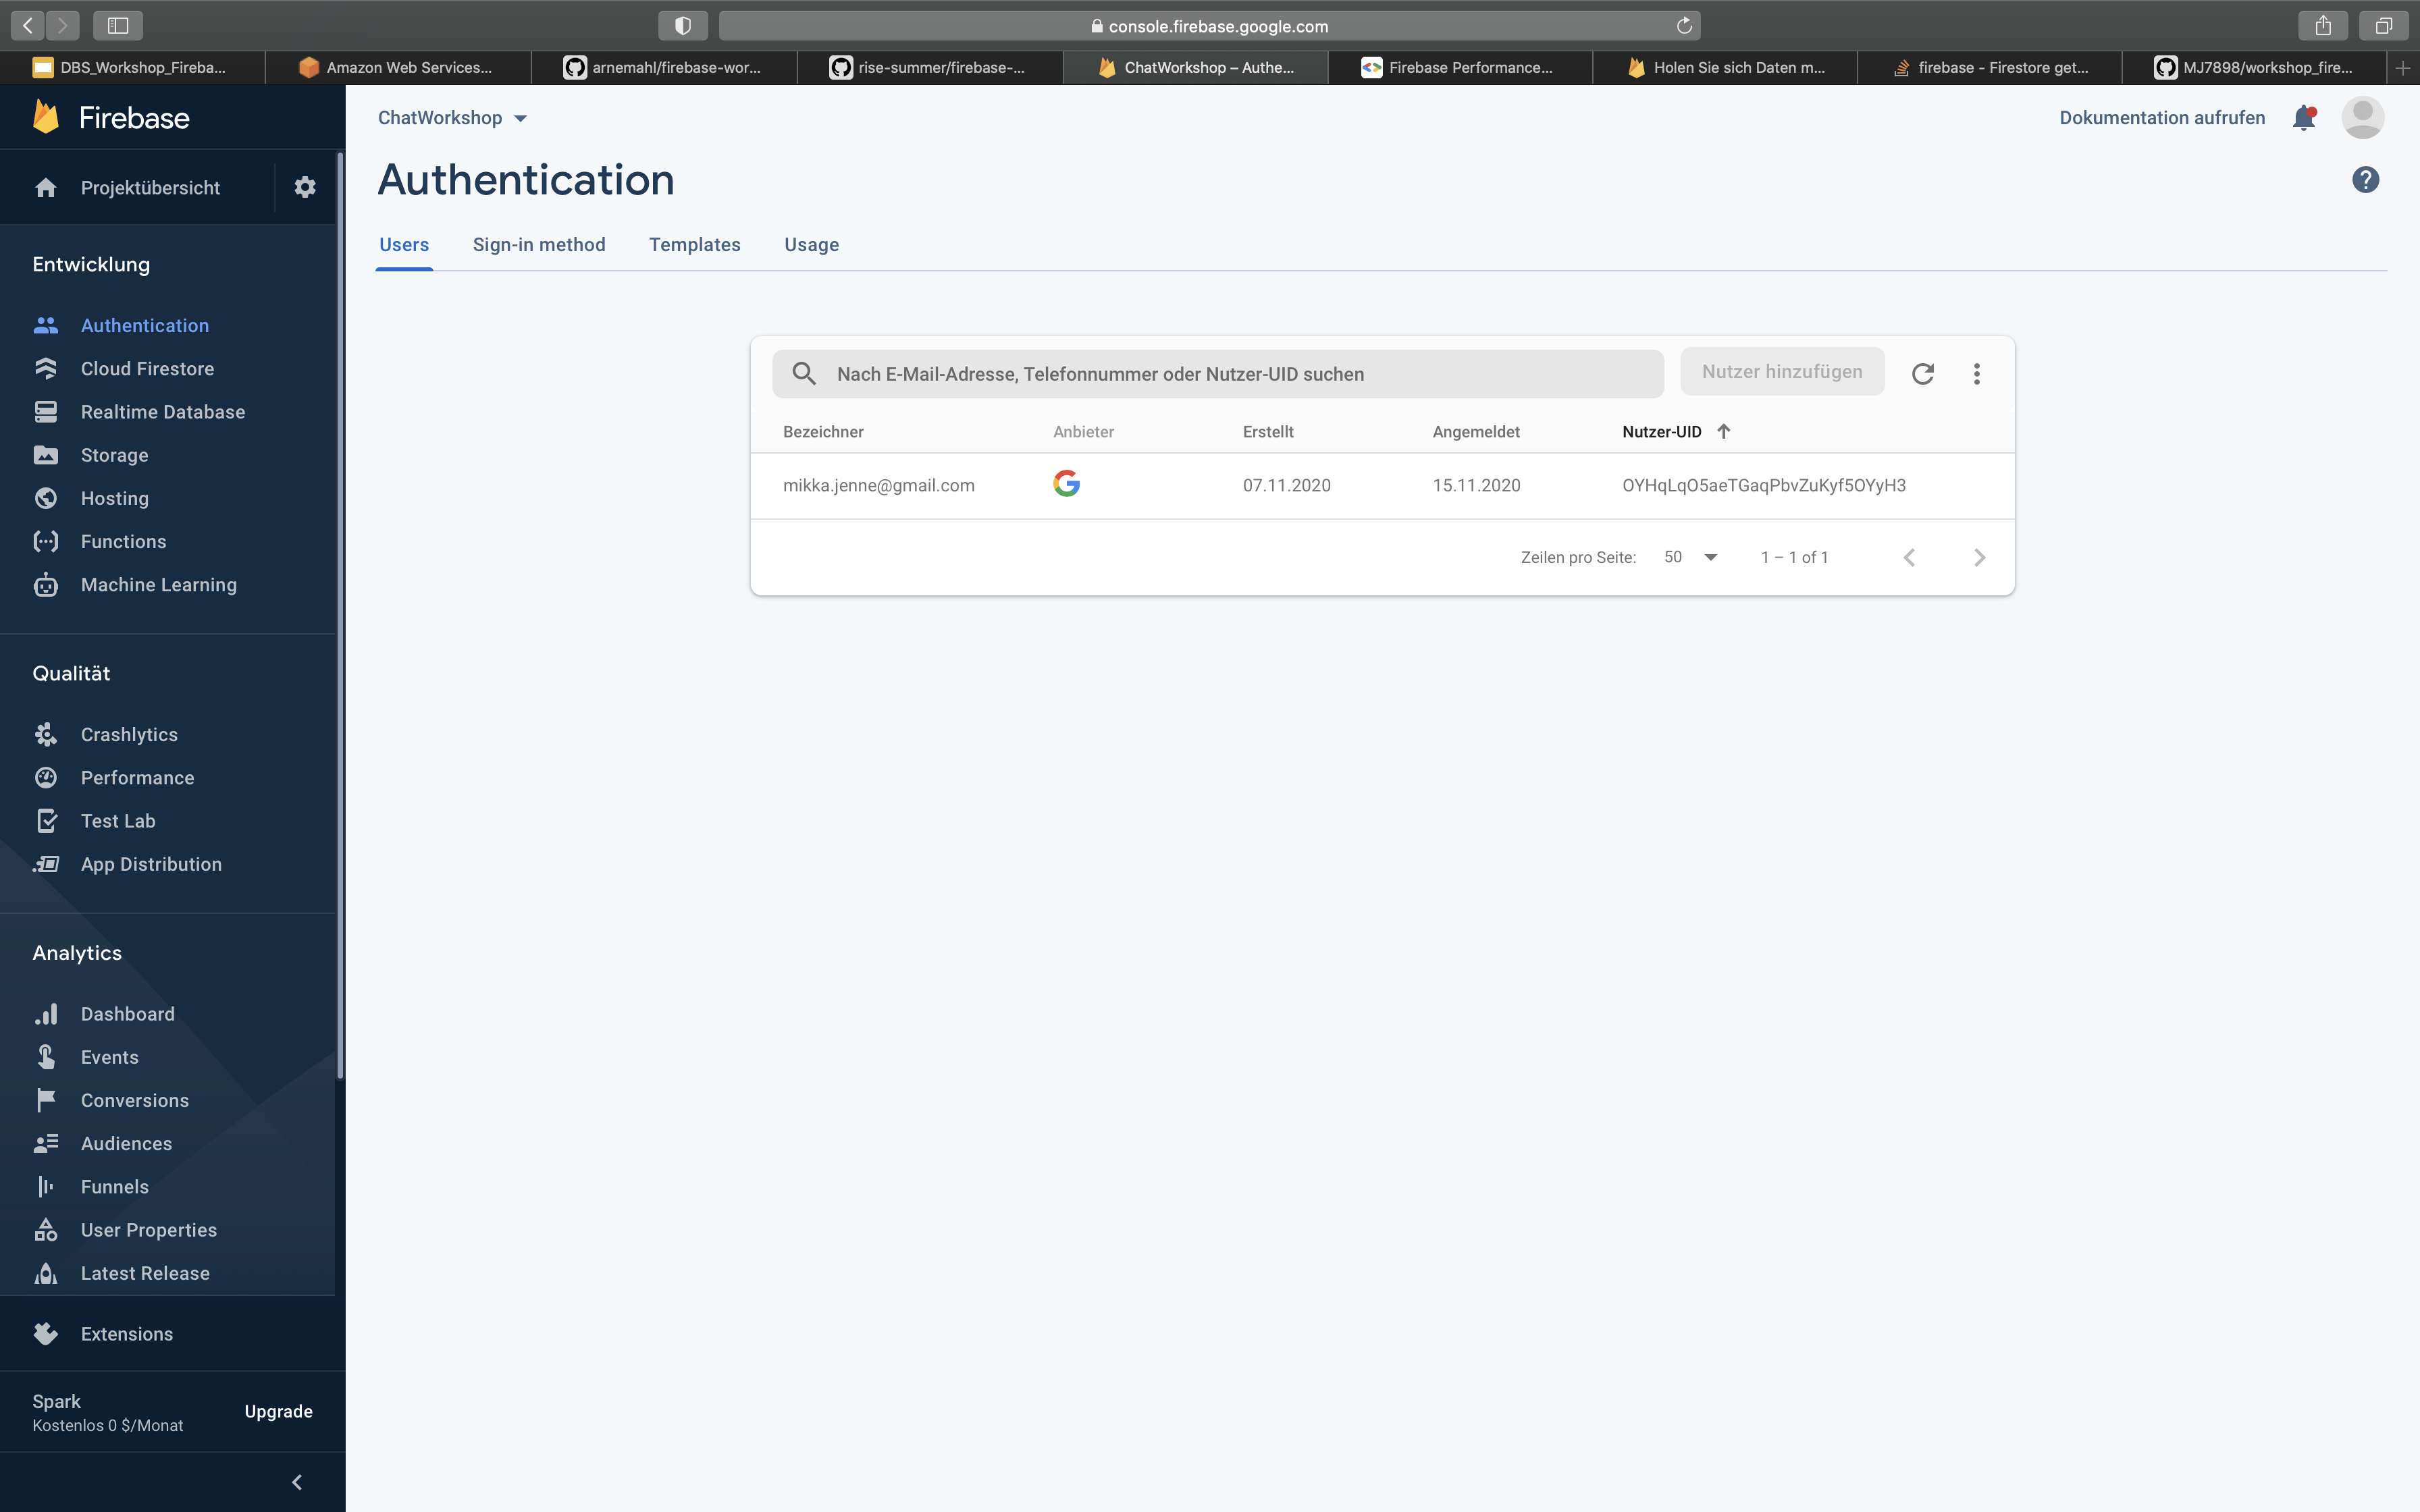 console.firebase.google.com
DBS_Workshop_Fireba...
Amazon Web Services...
arnemahl/firebase-wor...
rise-summer/firebase-...
ChatWorkshop – Authe...
Firebase Performance...
Holen Sie sich Daten m...
firebase - Firestore get...
MJ7898/workshop_fire...
Firebase
Projektübersicht
Entwicklung
Authentication
Cloud Firestore
Realtime Database
Storage
Hosting
Functions
Machine Learning
Qualität
Crashlytics
Performance
Test Lab
App Distribution
Analytics
Dashboard
Events
Conversions
Audiences
Funnels
User Properties
Latest Release
Extensions
Spark
Kostenlos 0 $/Monat
Upgrade
ChatWorkshop
Dokumentation aufrufen
Authentication
Users Sign-in method Templates Usage
Nach E-Mail-Adresse, Telefonnummer oder Nutzer-UID suchen
Nutzer hinzufügen
Bezeichner Anbieter Erstellt Angemeldet Nutzer-UID
mikka.jenne@gmail.com 07.11.2020 15.11.2020 OYHqLqO5aeTGaqPbvZuKyf5OYyH3
Zeilen pro Seite: 50 1 – 1 of 1